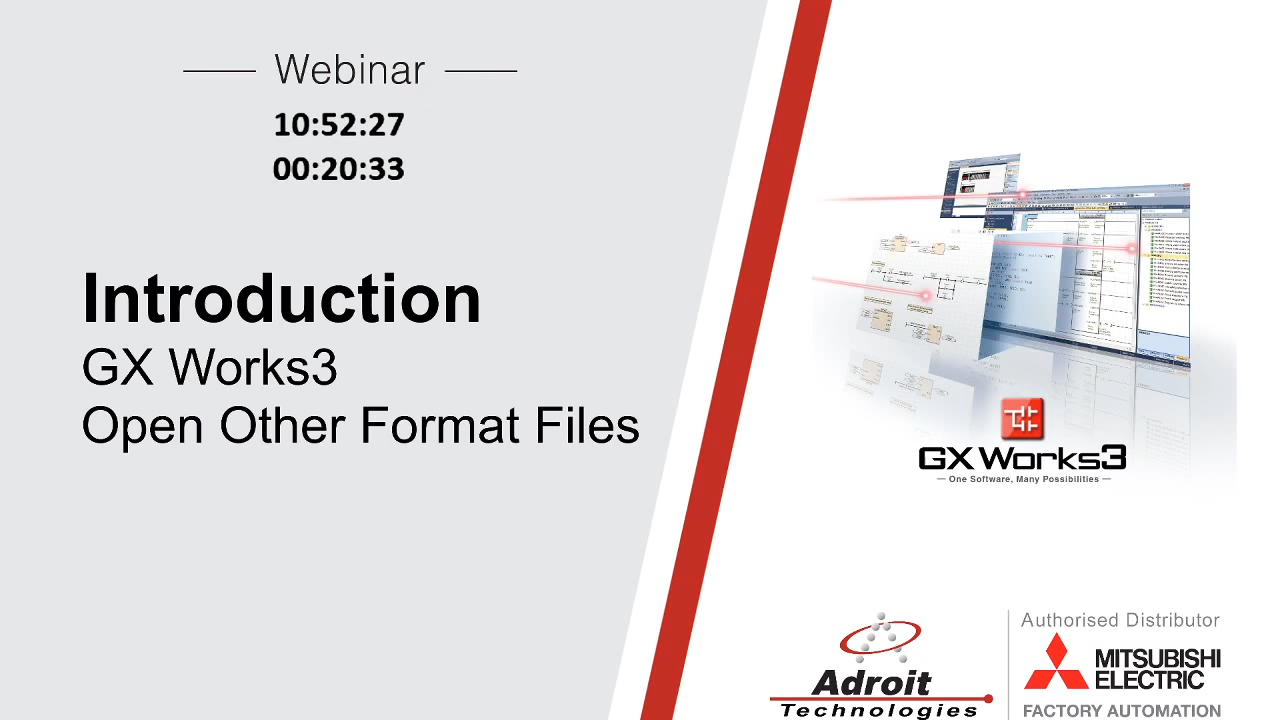 Webinar
10:52:27
00:20:33
Introduction
GX Works3
Open Other Format Files
GX Works3
One Software, Many Possibilities
Adroit
Technologies
Authorised Distributor
MITSUBISHI
ELECTRIC
FACTORY AUTOMATION